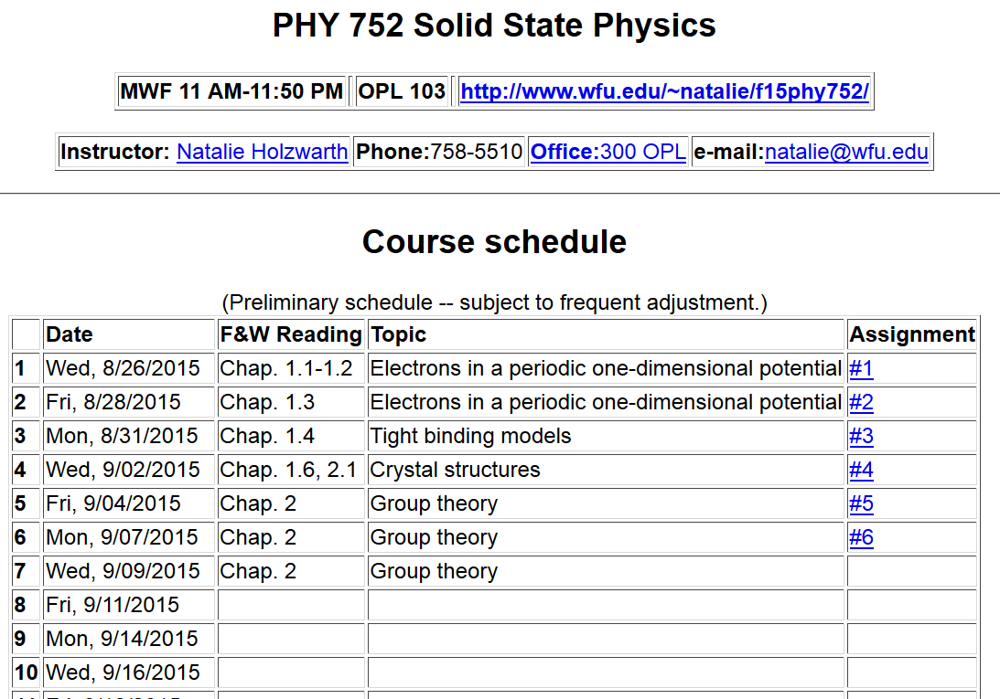 PHY 752 Solid State Physics
MWF 11 AM-11:50 PM OPL 103 http://www.wfu.edu/~natalie/f15phy752/
Instructor: Natalie Holzwarth Phone:758-5510 Office:300 OPL e-mail:natalie@wfu.edu
Course schedule
(Preliminary schedule -- subject to frequent adjustment.)
Date F&W Reading Topic Assignment
1 Wed, 8/26/2015 Chap. 1.1-1.2 Electrons in a periodic one-dimensional potential #1
2 Fri, 8/28/2015 Chap. 1.3 Electrons in a periodic one-dimensional potential #2
3 Mon, 8/31/2015 Chap. 1.4 Tight binding models #3
4 Wed, 9/02/2015 Chap. 1.6, 2.1 Crystal structures #4
5 Fri, 9/04/2015 Chap. 2 Group theory #5
6 Mon, 9/07/2015 Chap. 2 Group theory #6
7 Wed, 9/09/2015 Chap. 2 Group theory
8 Fri, 9/11/2015
9 Mon, 9/14/2015
10 Wed, 9/16/2015